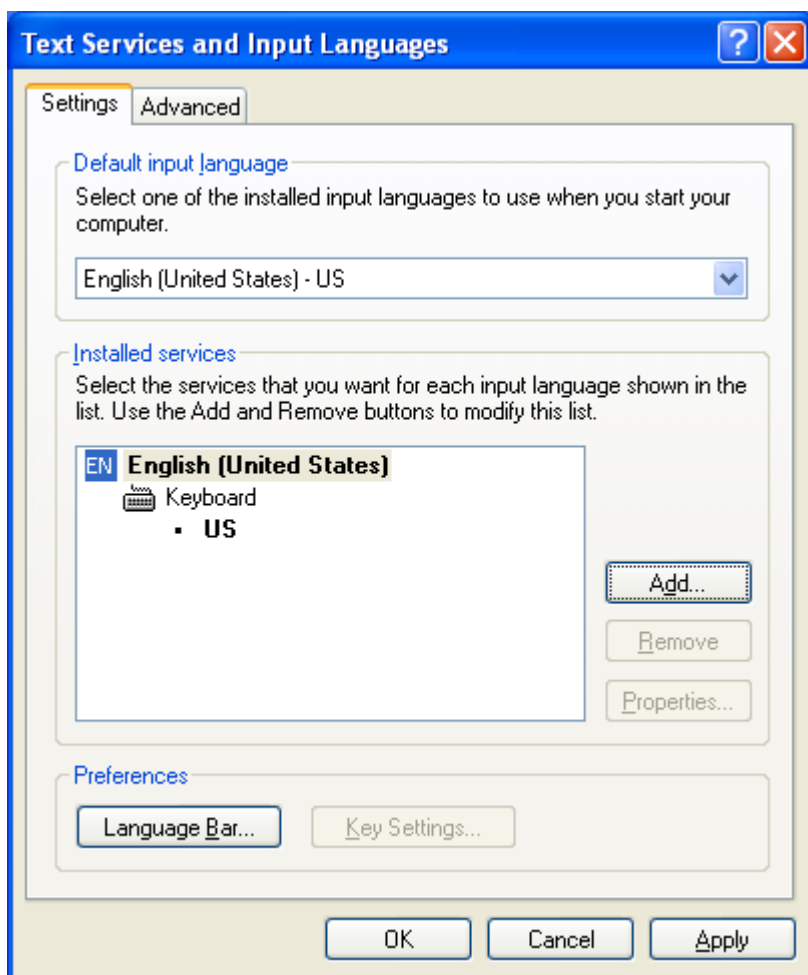 Text Services and Input Languages
Settings
Advanced
Default input language
Select one of the installed input languages to use when you start your
computer.
English (United States) - US
Installed services
Select the services that you want for each input language shown in the
list. Use the Add and Remove buttons to modify this list.
EN English (United States)
Keyboard
US
Add...
Remove
Properties...
Preferences
Language Bar...
Key Settings...
OK
Cancel
Apply